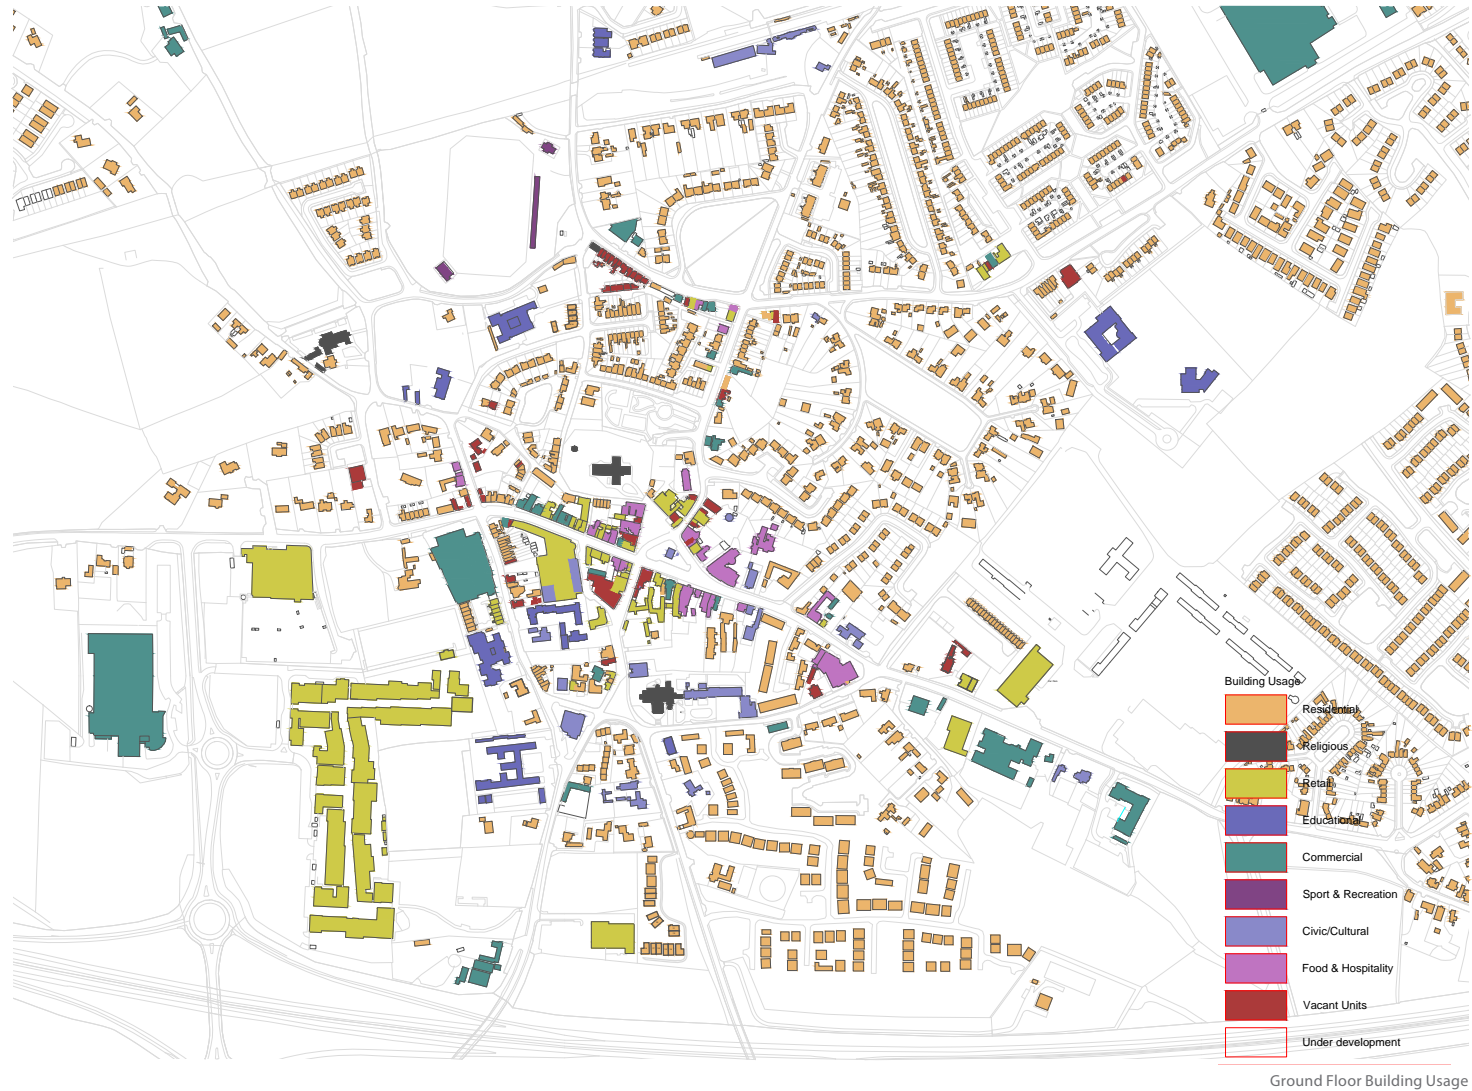 Building Usage
Residential
Religious
Retail
Educational
Commercial
Sport & Recreation
Civic/Cultural
Food & Hospitality
Vacant Units
Under development
Ground Floor Building Usage